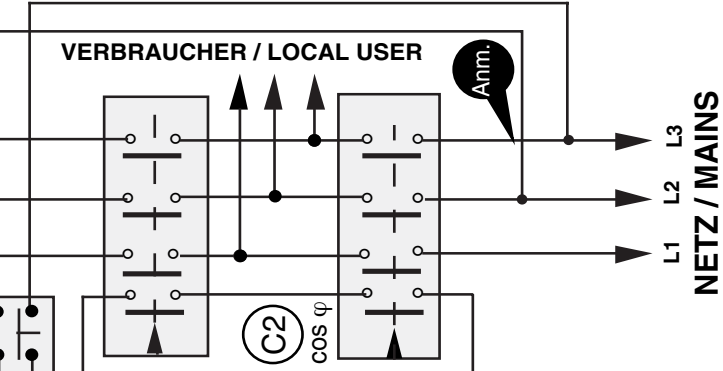 VERBRAUCHER / LOCAL USER
Anm.
L3
L2
L1
NETZ / MAINS
C2
cos φ